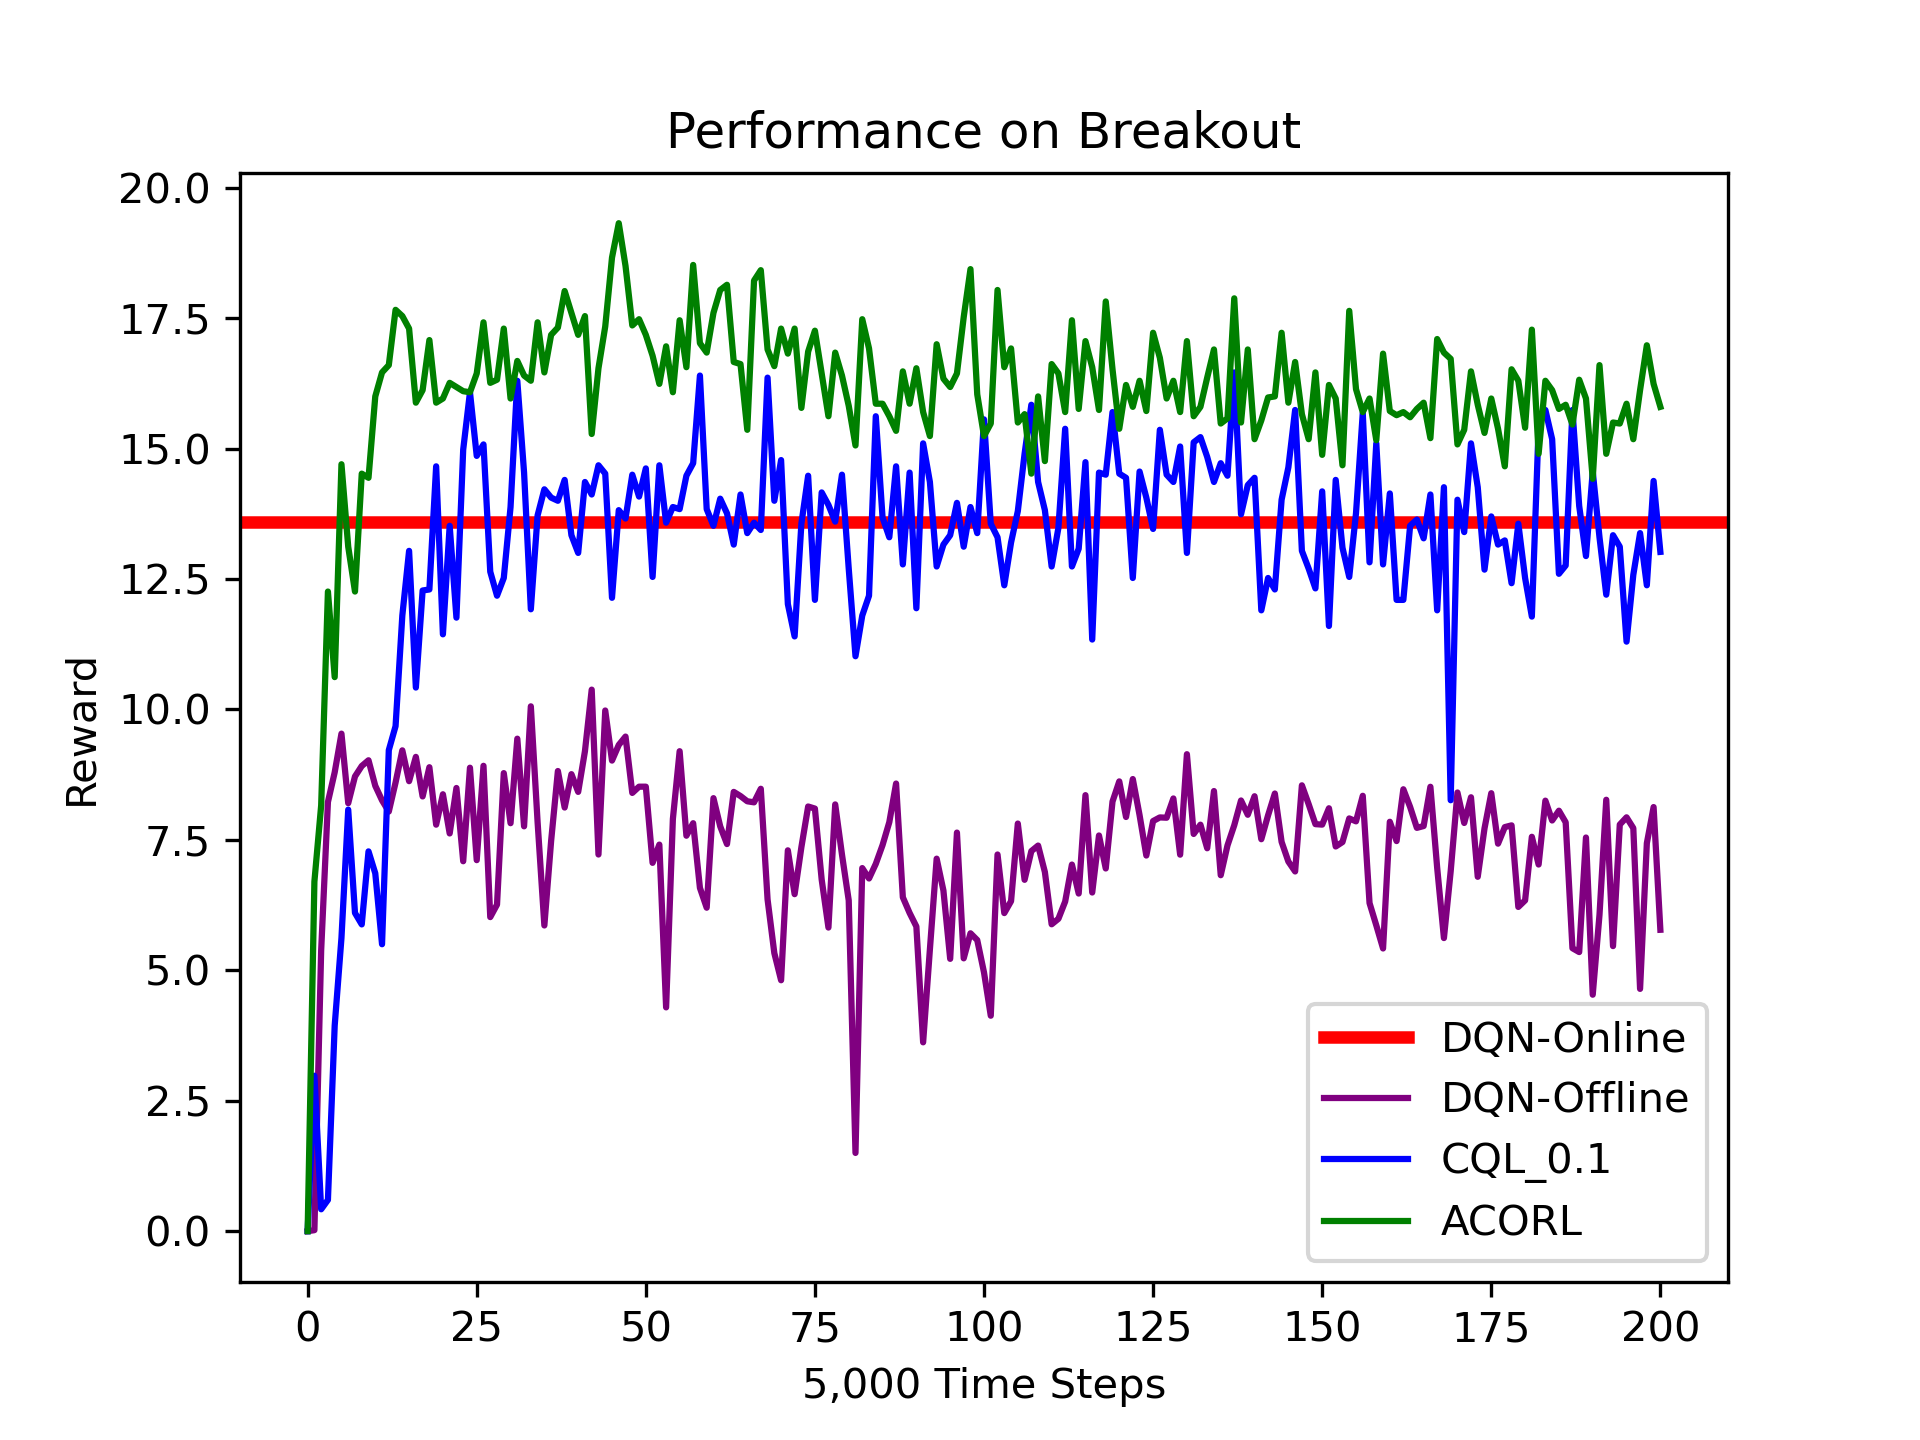 Performance on Breakout
20.0
17.5
15.0
12.5
10.0
7.5
5.0
2.5
0.0
Reward
0 25 50 75 100 125 150 175 200
5,000 Time Steps
DQN-Online
DQN-Offline
CQL_0.1
ACORL